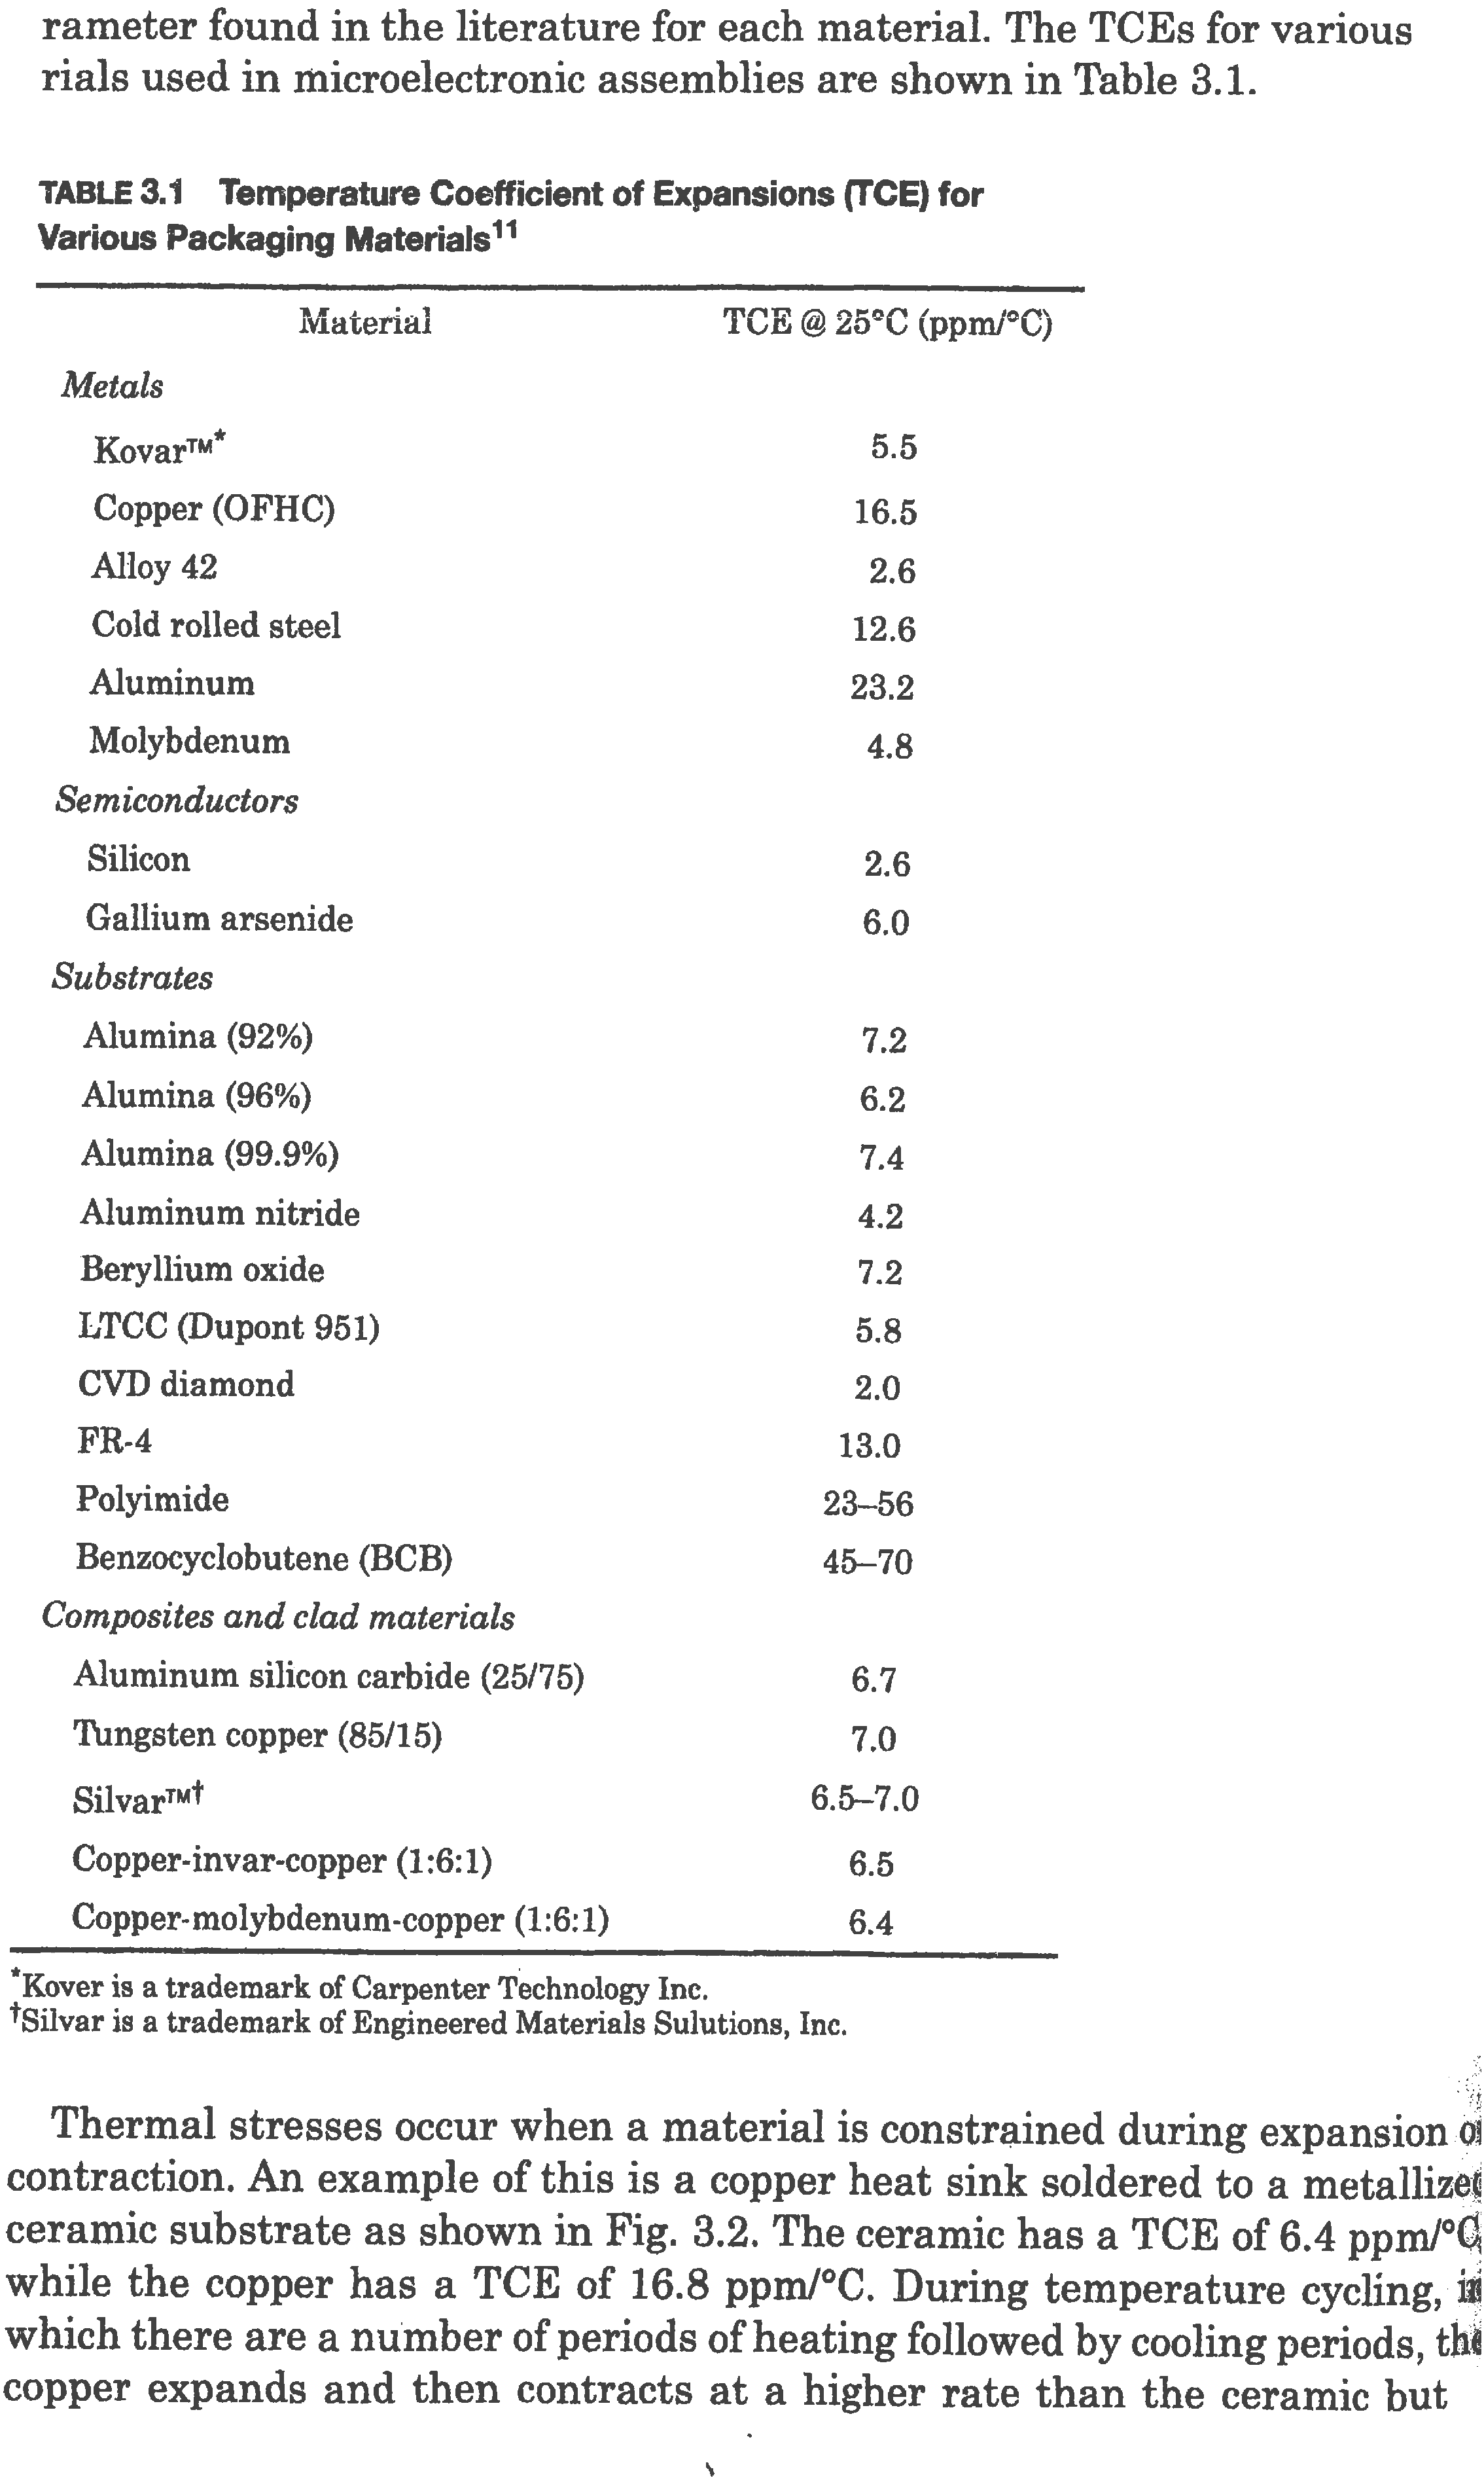 rameter found in the literature for each material. The TCEs for various
rials used in microelectronic assemblies are shown in Table 3.1.
TABLE 3.1 Temperature Coefficient of Expansions (TCE) for
Various Packaging Materials11
Material TCE @ 25°C (ppm/°C)
Metals
Kovar™* 5.5
Copper (OFHC) 16.5
Alloy 42 2.6
Cold rolled steel 12.6
Aluminum 23.2
Molybdenum 4.8
Semiconductors
Silicon 2.6
Gallium arsenide 6.0
Substrates
Alumina (92%) 7.2
Alumina (96%) 6.2
Alumina (99.9%) 7.4
Aluminum nitride 4.2
Beryllium oxide 7.2
LTCC (Dupont 951) 5.8
CVD diamond 2.0
FR-4 13.0
Polyimide 23–56
Benzocyclobutene (BCB) 45–70
Composites and clad materials
Aluminum silicon carbide (25/75) 6.7
Tungsten copper (85/15) 7.0
Silvar™† 6.5–7.0
Copper-invar-copper (1:6:1) 6.5
Copper-molybdenum-copper (1:6:1) 6.4
*Kover is a trademark of Carpenter Technology Inc.
†Silvar is a trademark of Engineered Materials Sulutions, Inc.
Thermal stresses occur when a material is constrained during expansion
contraction. An example of this is a copper heat sink soldered to a
ceramic substrate as shown in Fig. 3.2. The ceramic has a TCE of 6.4 ppm/°C
while the copper has a TCE of 16.8 ppm/°C. During temperature cycling,
which there are a number of periods of heating followed by cooling periods, the
copper expands and then contracts at a higher rate than the ceramic but